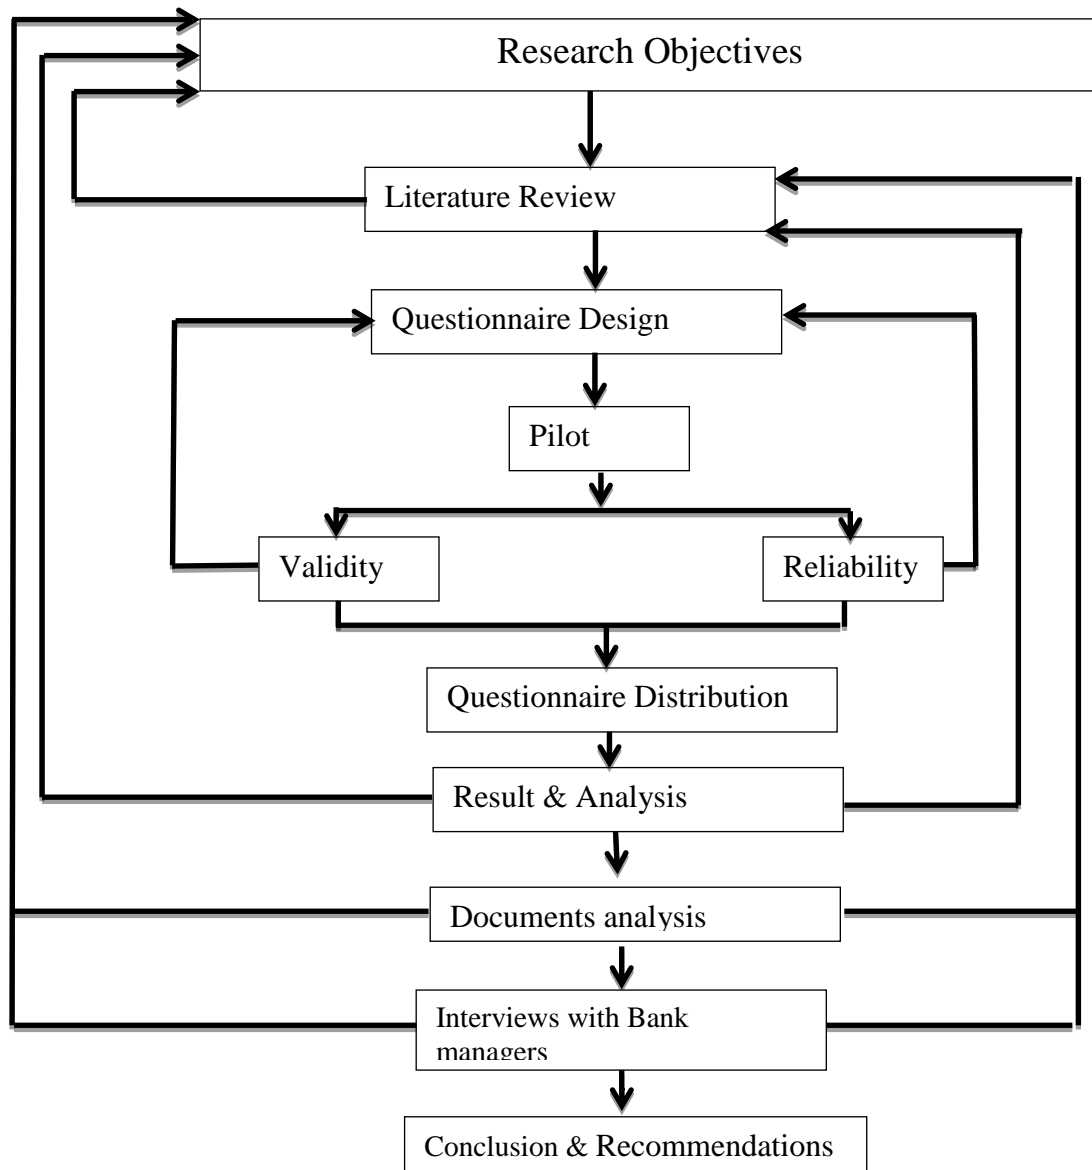 Research Objectives
Literature Review
Questionnaire Design
Pilot
Validity
Reliability
Questionnaire Distribution
Result & Analysis
Documents analysis
Interviews with Bank
managers
Conclusion & Recommendations